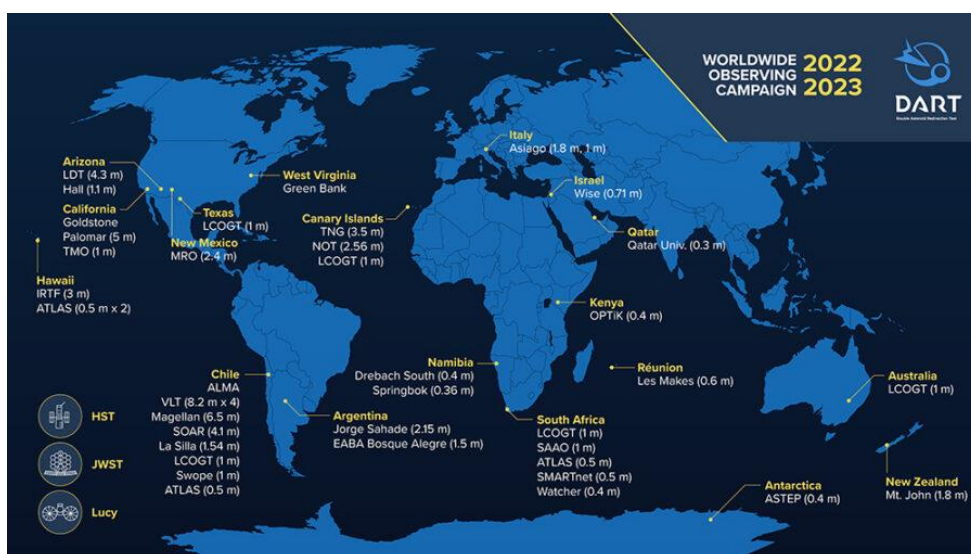 WORLDWIDE 2022
OBSERVING 2023
CAMPAIGN
DART
Double Asteroid Redirection Test
Italy
Asiago (1.8 m, 1 m)
Arizona
LDT (4.3 m)
Hall (1.1 m)
West Virginia
Green Bank
Israel
Wise (0.71 m)
California
Goldstone
Palomar (5 m)
TMO (1 m)
Texas
LCOGT (1 m)
New Mexico
MRO (2.4 m)
Canary Islands
TNG (3.5 m)
NOT (2.56 m)
LCOGT (1 m)
Qatar
Qatar Univ. (0.3 m)
Hawaii
IRTF (3 m)
ATLAS (0.5 m x 2)
Kenya
OPTiK (0.4 m)
Chile
ALMA
VLT (8.2 m x 4)
Magellan (6.5 m)
SOAR (4.1 m)
La Silla (1.54 m)
LCOGT (1 m)
Swope (1 m)
ATLAS (0.5 m)
Argentina
Jorge Sahade (2.15 m)
EABA Bosque Alegre (1.5 m)
Namibia
Drebach South (0.4 m)
Springbok (0.36 m)
Réunion
Les Makes (0.6 m)
Australia
LCOGT (1 m)
South Africa
LCOGT (1 m)
SAAO (1 m)
ATLAS (0.5 m)
SMARTnet (0.5 m)
Watcher (0.4 m)
Antarctica
ASTEP (0.4 m)
New Zealand
Mt. John (1.8 m)
HST
JWST
Lucy